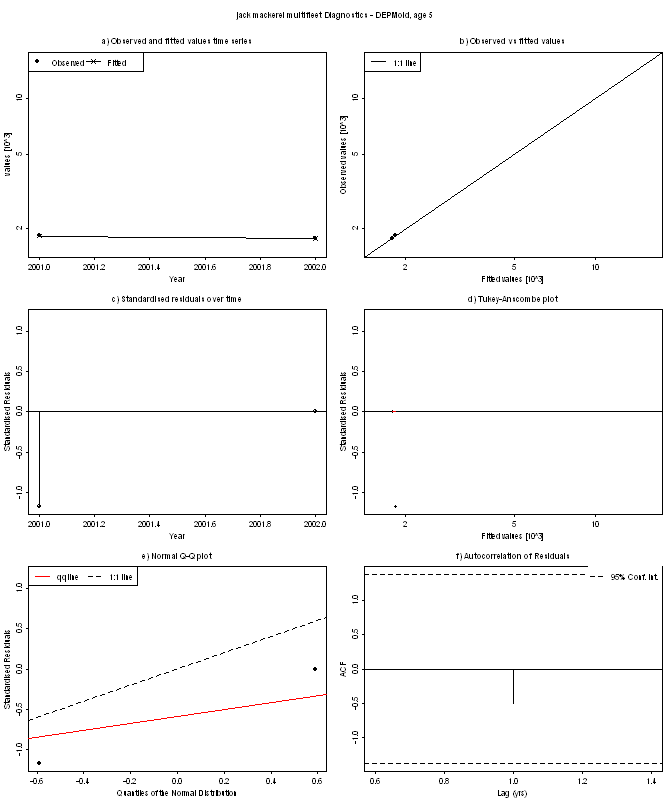 jack mackerel multifleet Diagnostics - DEPMold, age 5
a) Observed and fitted values time series
Observed Fitted
values [10^3]
2 5 10
2001.0 2001.2 2001.4 2001.6 2001.8 2002.0
Year
b) Observed vs fitted values
1:1 line
Observed values [10^3]
2 5 10
2 5 10
Fitted values [10^3]
c) Standardised residuals over time
Standardised Residuals
-1.0 -0.5 0.0 0.5 1.0
2001.0 2001.2 2001.4 2001.6 2001.8 2002.0
Year
d) Tukey-Anscombe plot
Standardised Residuals
-1.0 -0.5 0.0 0.5 1.0
2 5 10
Fitted values [10^3]
e) Normal Q-Q plot
qq line 1:1 line
Standardised Residuals
-1.0 -0.5 0.0 0.5 1.0
-0.6 -0.4 -0.2 0.0 0.2 0.4 0.6
Quantiles of the Normal Distribution
f) Autocorrelation of Residuals
95% Conf. Int.
ACF
-1.0 -0.5 0.0 0.5 1.0
0.6 0.8 1.0 1.2 1.4
Lag (yrs)